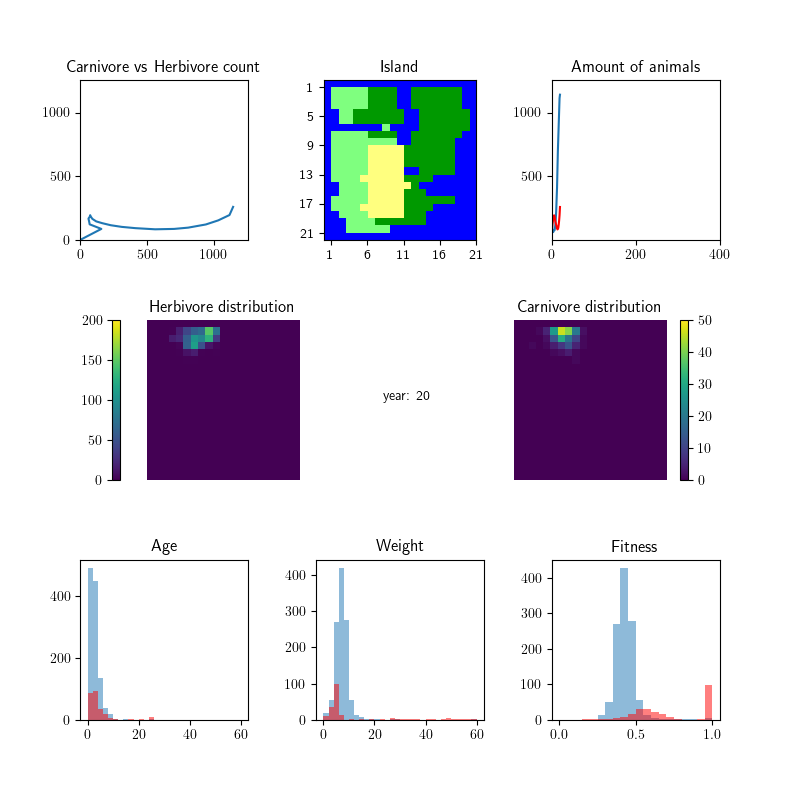 Carnivore vs Herbivore count
Island
Amount of animals
1000
500
0
0 500 1000
1
5
9
13
17
21
1 6 11 16 21
1000
500
0
0 200 400
Herbivore distribution
Carnivore distribution
200
150
100
50
0
year: 20
50
40
30
20
10
0
Age
Weight
Fitness
400
200
0
0 20 40 60
400
300
200
100
0
0 20 40 60
400
300
200
100
0
0.0 0.5 1.0